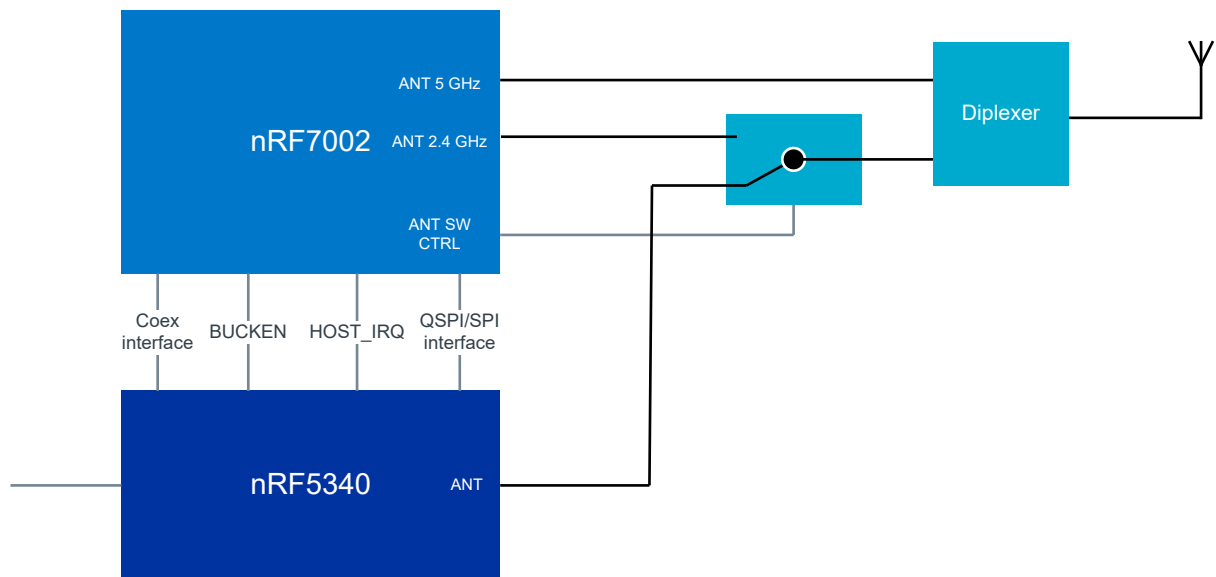 ANT 5 GHz
nRF7002
ANT 2.4 GHz
ANT SW
CTRL
Diplexer
Coex
interface
BUCKEN
HOST_IRQ
QSPI/SPI
interface
nRF5340
ANT